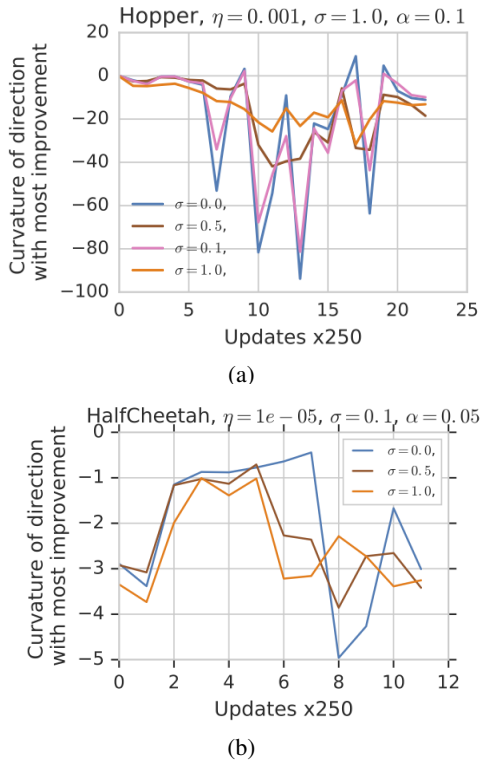 Hopper, η = 0.001, σ = 1.0, α = 0.1
Curvature of direction
with most improvement
20
0
−20
−40
−60
−80
−100
σ = 0.0,
σ = 0.5,
σ = 0.1,
σ = 1.0,
0 5 10 15 20 25
Updates x250
(a)
HalfCheetah, η = 1e − 05, σ = 0.1, α = 0.05
Curvature of direction
with most improvement
0
−1
−2
−3
−4
−5
σ = 0.0,
σ = 0.5,
σ = 1.0,
0 2 4 6 8 10 12
Updates x250
(b)